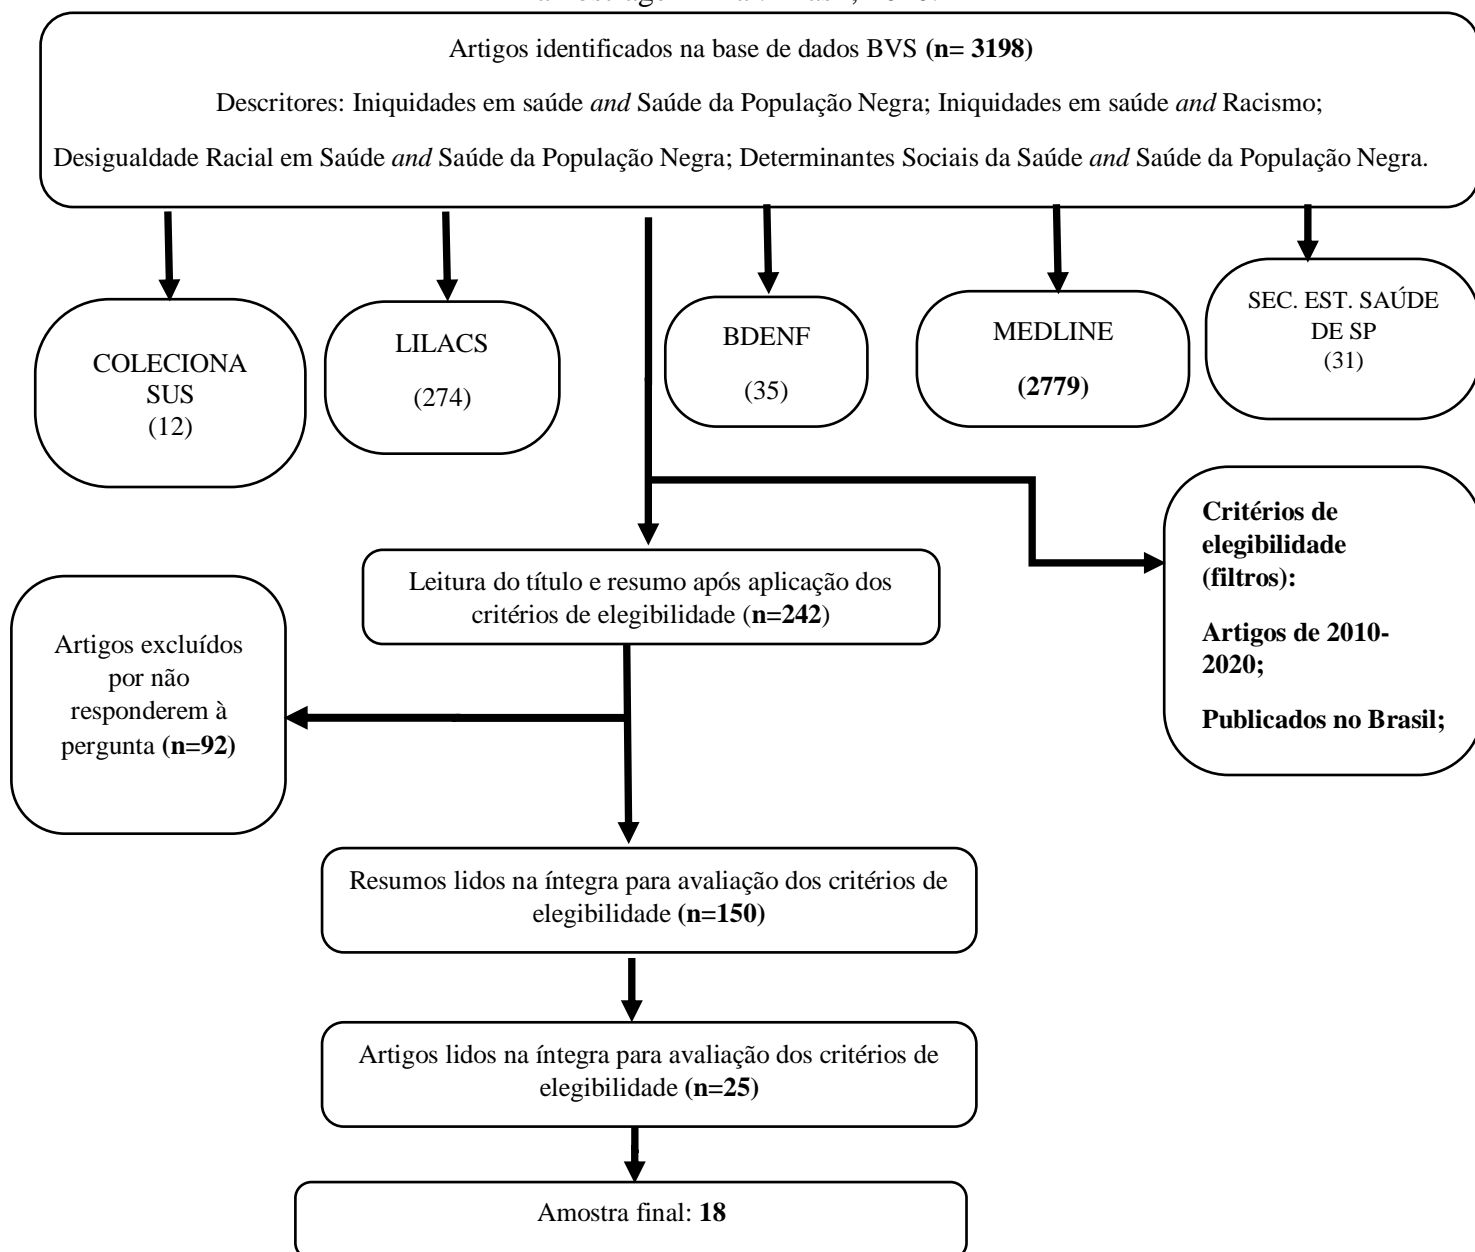 Artigos identificados na base de dados BVS (n= 3198)
Descritores: Iniquidades em saúde and Saúde da População Negra; Iniquidades em saúde and Racismo;
Desigualdade Racial em Saúde and Saúde da População Negra; Determinantes Sociais da Saúde and Saúde da População Negra.
COLECIONA
SUS
(12)
LILACS
(274)
BDENF
(35)
MEDLINE
(2779)
SEC. EST. SAÚDE
DE SP
(31)
Critérios de
elegibilidade
(filtros):
Artigos de 2010-
2020;
Publicados no Brasil;
Leitura do título e resumo após aplicação dos
critérios de elegibilidade (n=242)
Artigos excluídos
por não
responderem à
pergunta (n=92)
Resumos lidos na íntegra para avaliação dos critérios de
elegibilidade (n=150)
Artigos lidos na íntegra para avaliação dos critérios de
elegibilidade (n=25)
Amostra final: 18